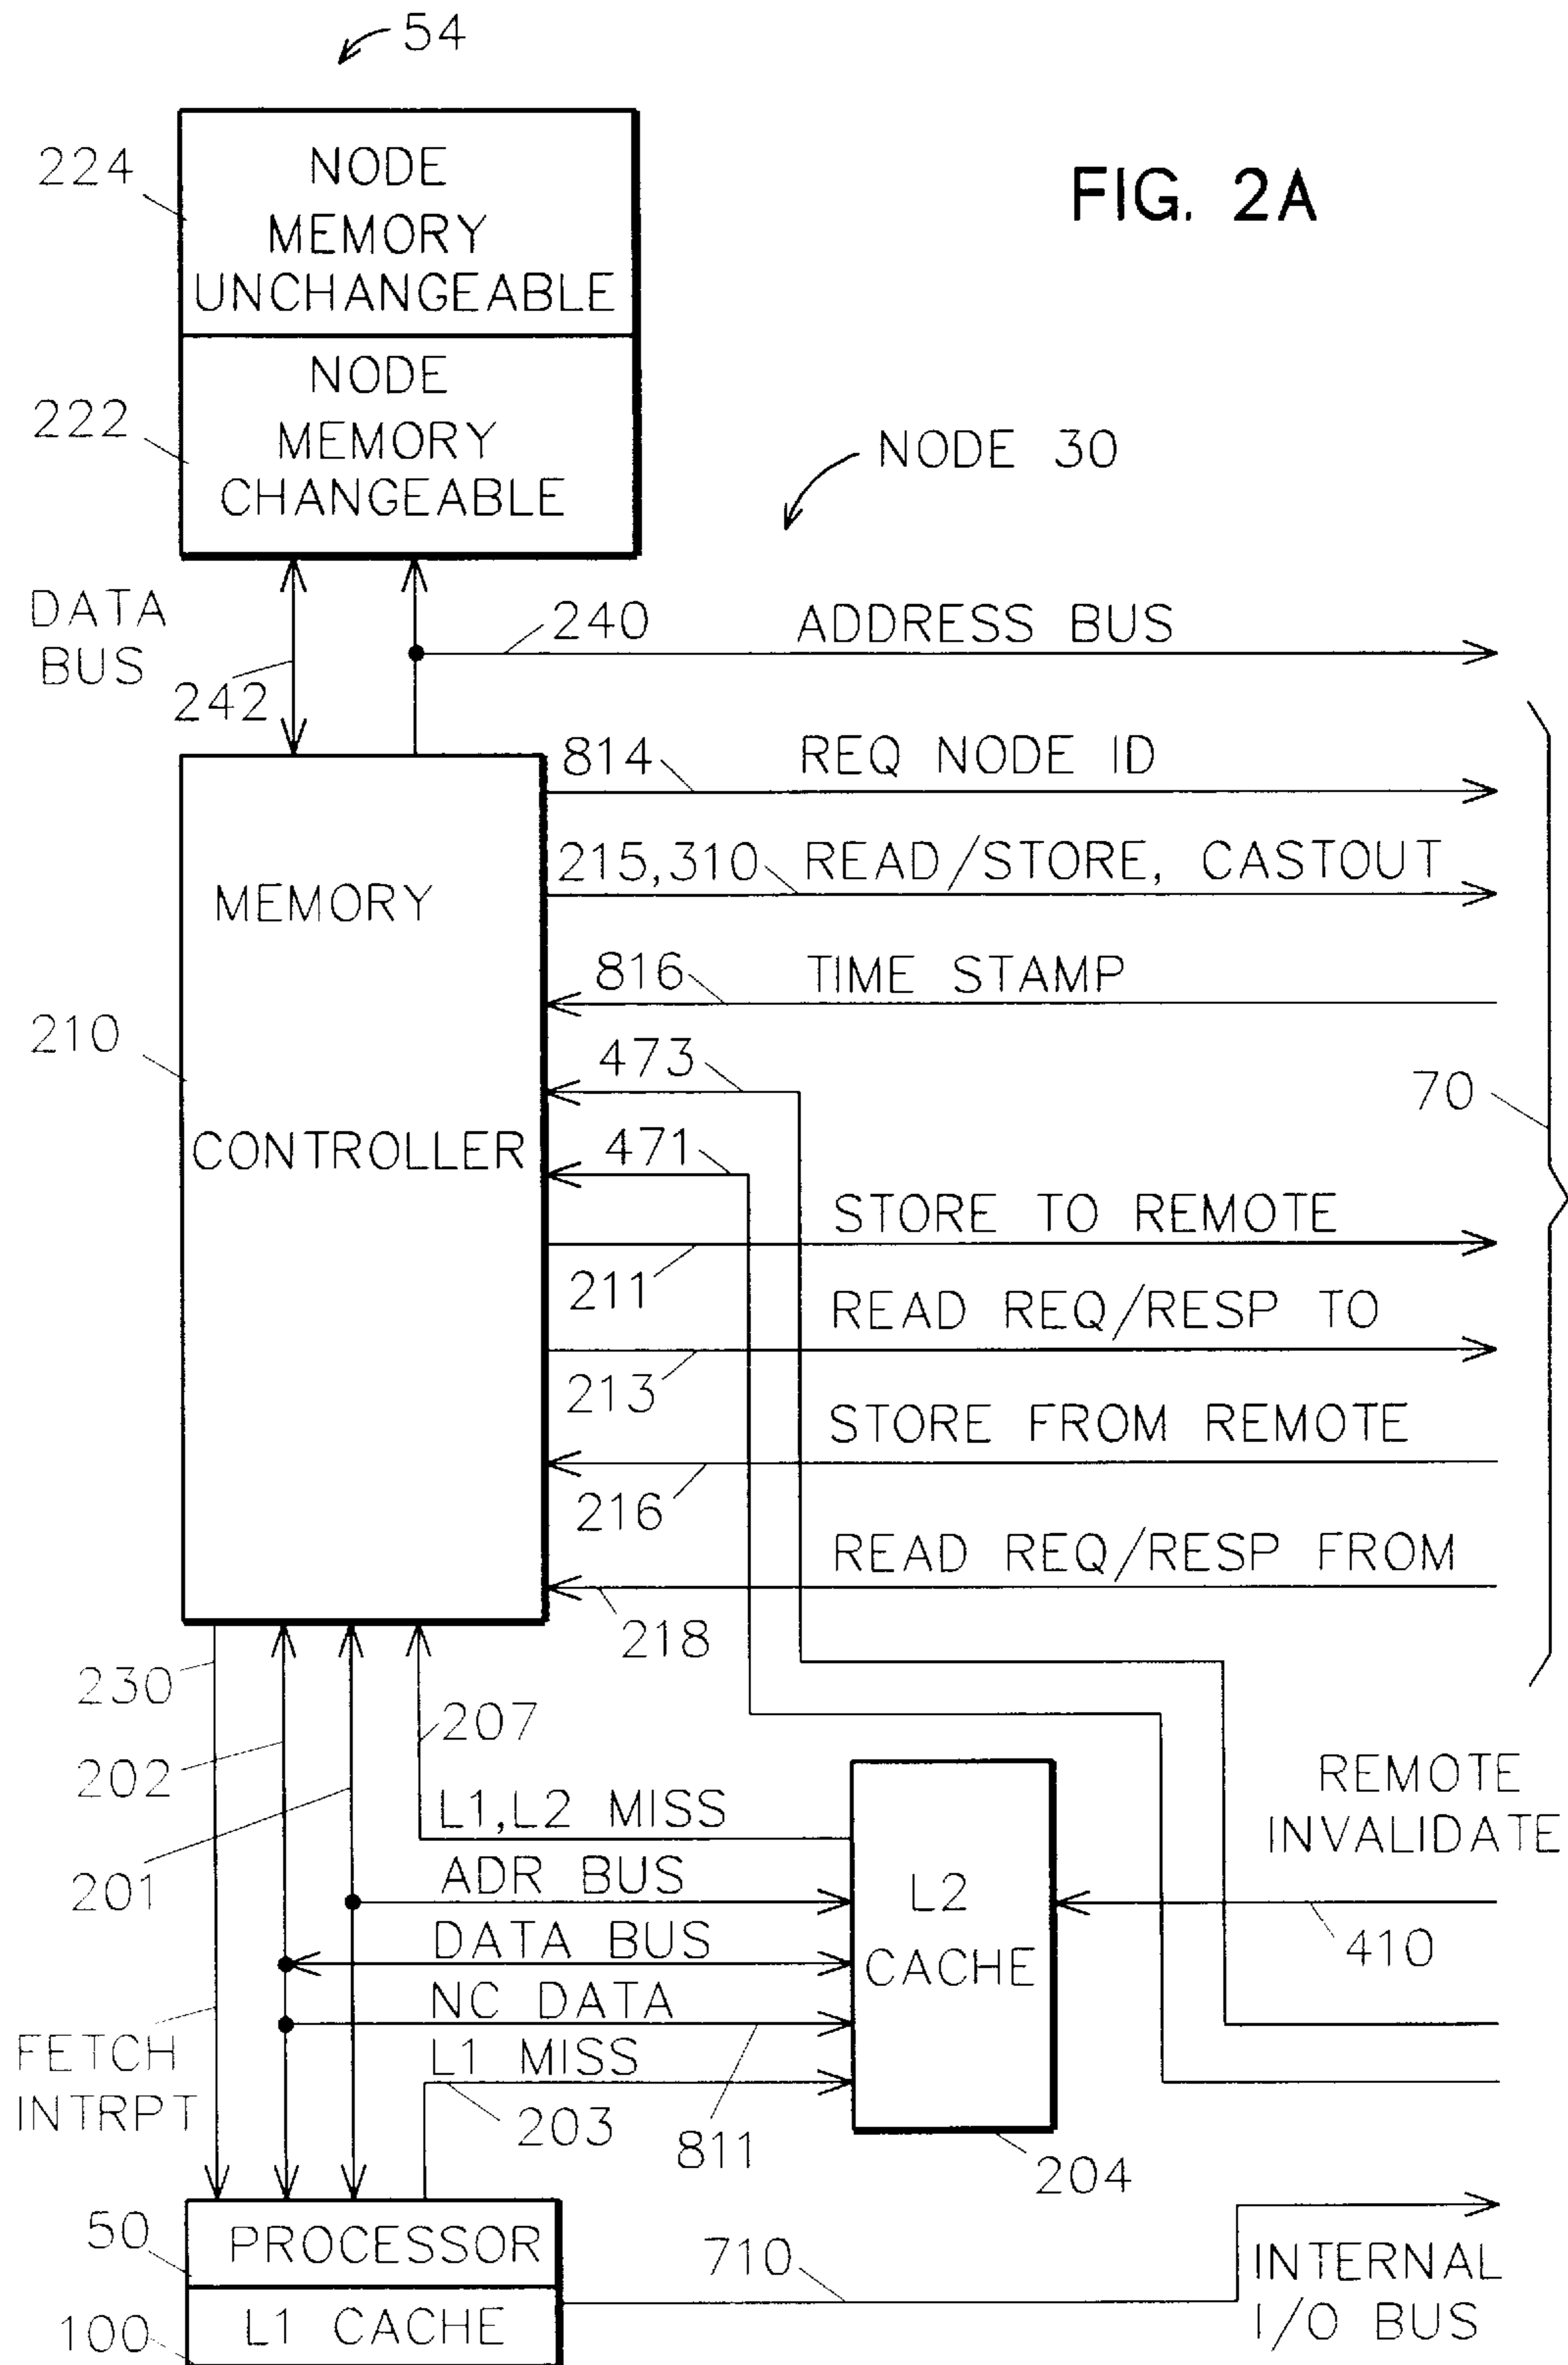 54
FIG. 2A
224
NODE
MEMORY
UNCHANGEABLE
222
NODE
MEMORY
CHANGEABLE
NODE 30
DATA
BUS
242
240
ADDRESS BUS
814
REQ NODE ID
215,310
READ/STORE, CASTOUT
816
TIME STAMP
210
MEMORY
CONTROLLER
473
471
70
STORE TO REMOTE
211
READ REQ/RESP TO
213
STORE FROM REMOTE
216
READ REQ/RESP FROM
218
230
202
201
207
L1,L2 MISS
ADR BUS
DATA BUS
NC DATA
L1 MISS
203
811
L2
CACHE
204
REMOTE
INVALIDATE
410
FETCH
INTRPT
50
PROCESSOR
100
L1 CACHE
710
INTERNAL
I/O BUS